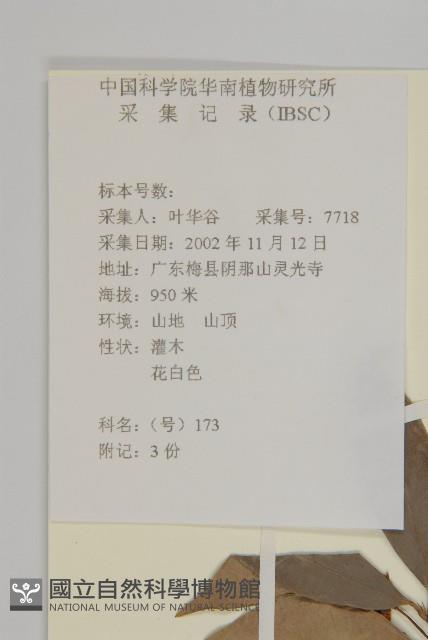 中国科学院华南植物研究所
采 集 记 录（IBSC）
标本号数：
采集人：叶华谷 采集号：7718
采集日期：2002 年 11 月 12 日
地址：广东梅县阴那山灵光寺
海拔：950 米
环境：山地 山顶
性状：灌木
花白色
科名：（号）173
附记：3 份
國立自然科學博物館
NATIONAL MUSEUM OF NATURAL SCIENCE